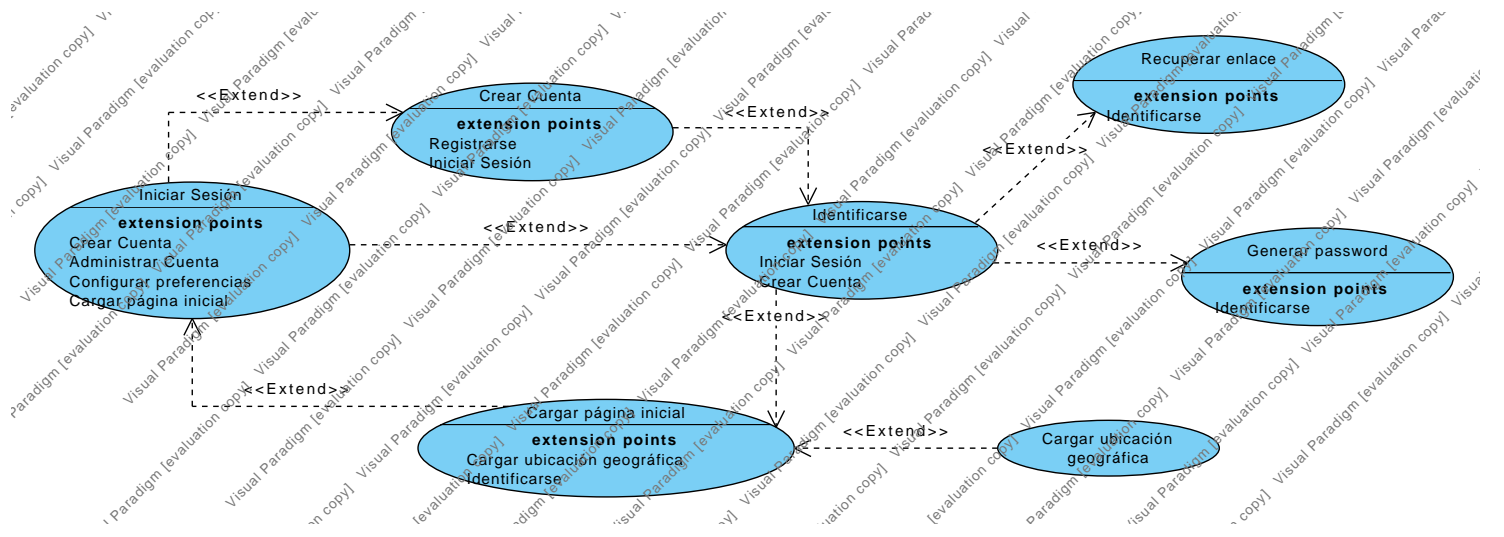 Recuperar enlace
extension points
Identificarse
<<Extend>>
Crear Cuenta
extension points
Registrarse
Iniciar Sesión
<<Extend>>
<<Extend>>
Iniciar Sesión
extension points
Crear Cuenta
Administrar Cuenta
Configurar preferencias
Cargar página inicial
<<Extend>>
Identificarse
extension points
Iniciar Sesión
Crear Cuenta
<<Extend>>
Generar password
extension points
Identificarse
<<Extend>>
<<Extend>>
Cargar página inicial
extension points
Cargar ubicación geográfica
Identificarse
<<Extend>>
Cargar ubicación
geográfica
Visual Paradigm [evaluation copy]